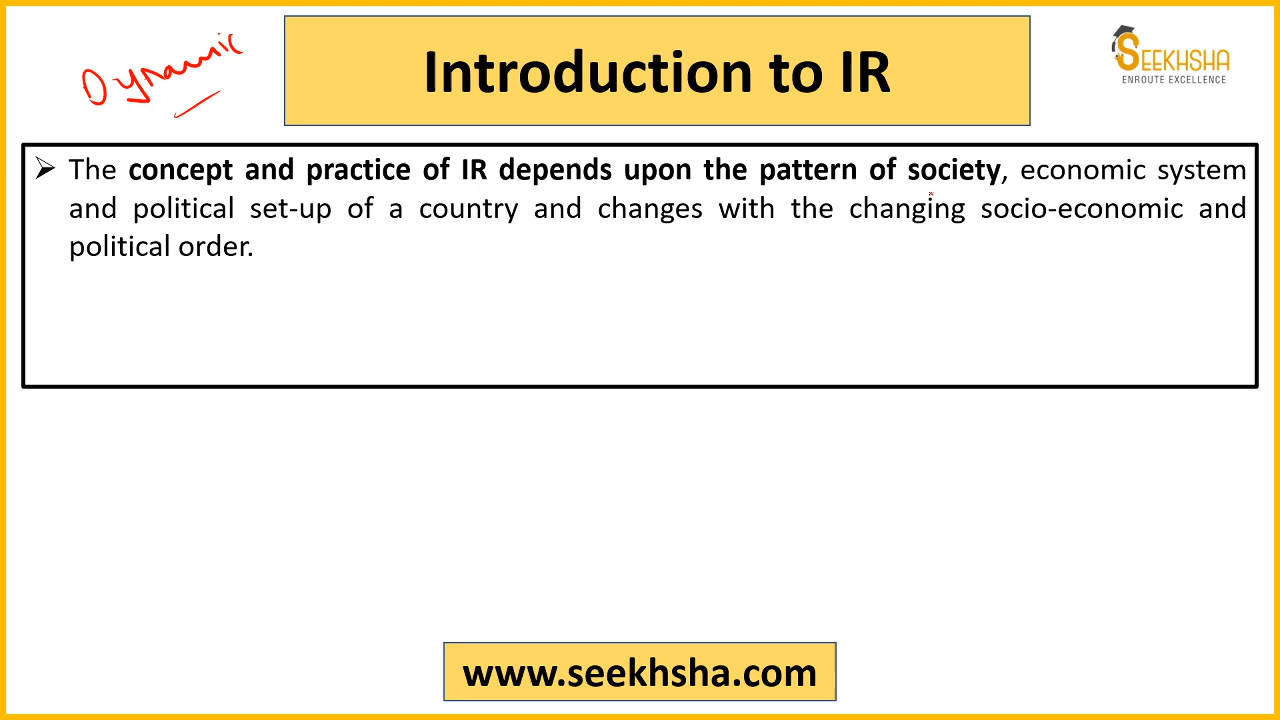 Dynamic
Introduction to IR
SEEKHSHA
ENROUTE EXCELLENCE
➢ The concept and practice of IR depends upon the pattern of society, economic system
and political set-up of a country and changes with the changing socio-economic and
political order.
www.seekhsha.com